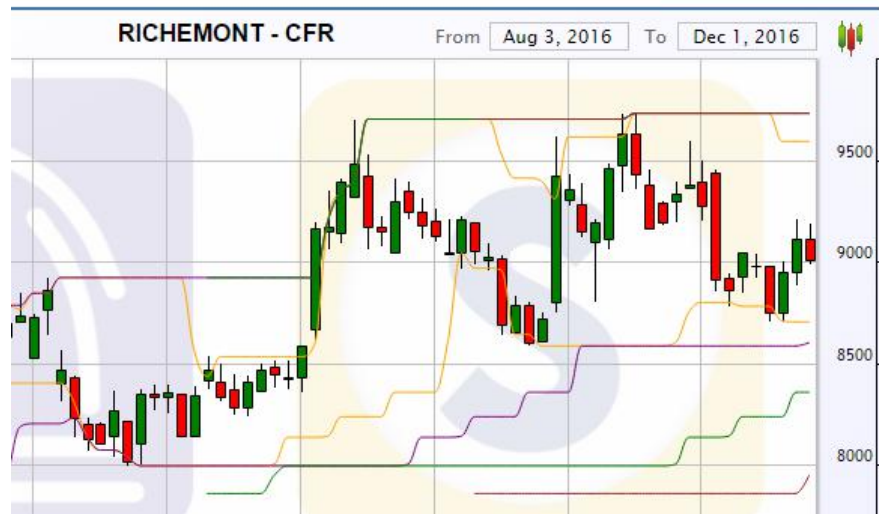 RICHEMONT - CFR From Aug 3, 2016 To Dec 1, 2016
9500
9000
8500
8000
S